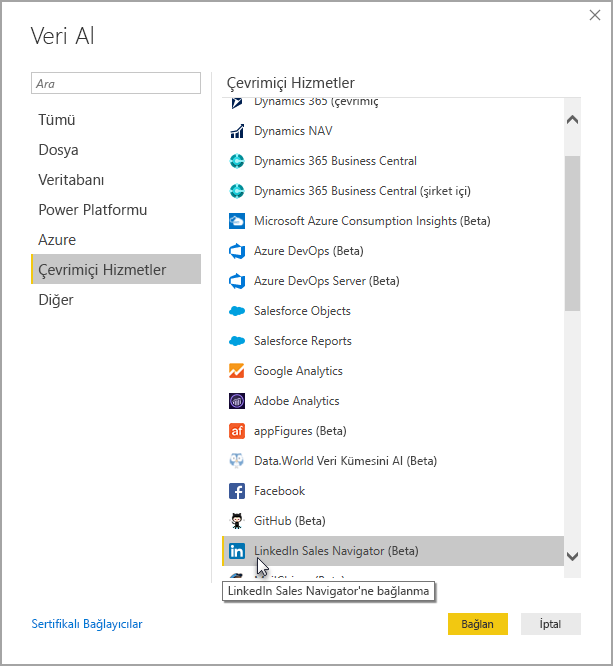 Veri Al
Ara
Tümü
Dosya
Veritabanı
Power Platformu
Azure
Çevrimiçi Hizmetler
Diğer
Çevrimiçi Hizmetler
Dynamics 365 (çevrimiç
Dynamics NAV
Dynamics 365 Business Central
Dynamics 365 Business Central (şirket içi)
Microsoft Azure Consumption Insights (Beta)
Azure DevOps (Beta)
Azure DevOps Server (Beta)
Salesforce Objects
Salesforce Reports
Google Analytics
Adobe Analytics
af
appFigures (Beta)
Data.World Veri Kümesini Al (Beta)
Facebook
GitHub (Beta)
in
LinkedIn Sales Navigator (Beta)
LinkedIn Sales Navigator'ne bağlanma
Sertifikalı Bağlayıcılar
Bağlan
İptal